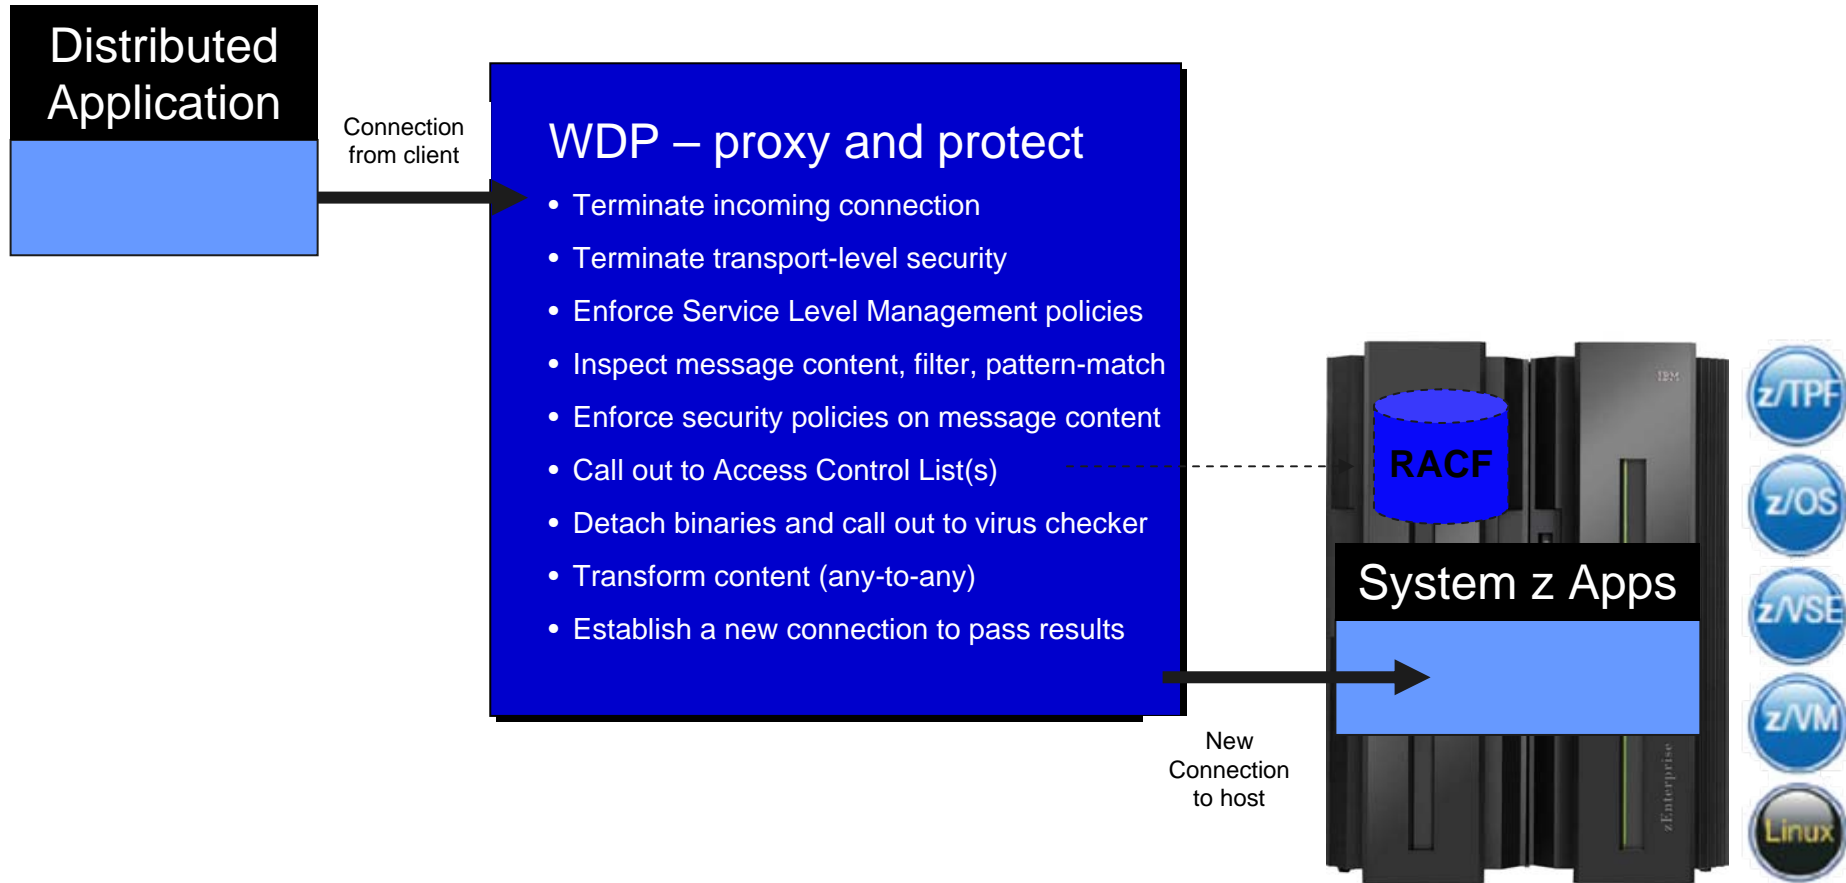 Distributed
Application
Connection
from client
WDP – proxy and protect
• Terminate incoming connection
• Terminate transport-level security
• Enforce Service Level Management policies
• Inspect message content, filter, pattern-match
• Enforce security policies on message content
• Call out to Access Control List(s)
• Detach binaries and call out to virus checker
• Transform content (any-to-any)
• Establish a new connection to pass results
New
Connection
to host
IBM
RACF
System z Apps
zEnterprise
z/TPF
z/OS
z/VSE
z/VM
Linux